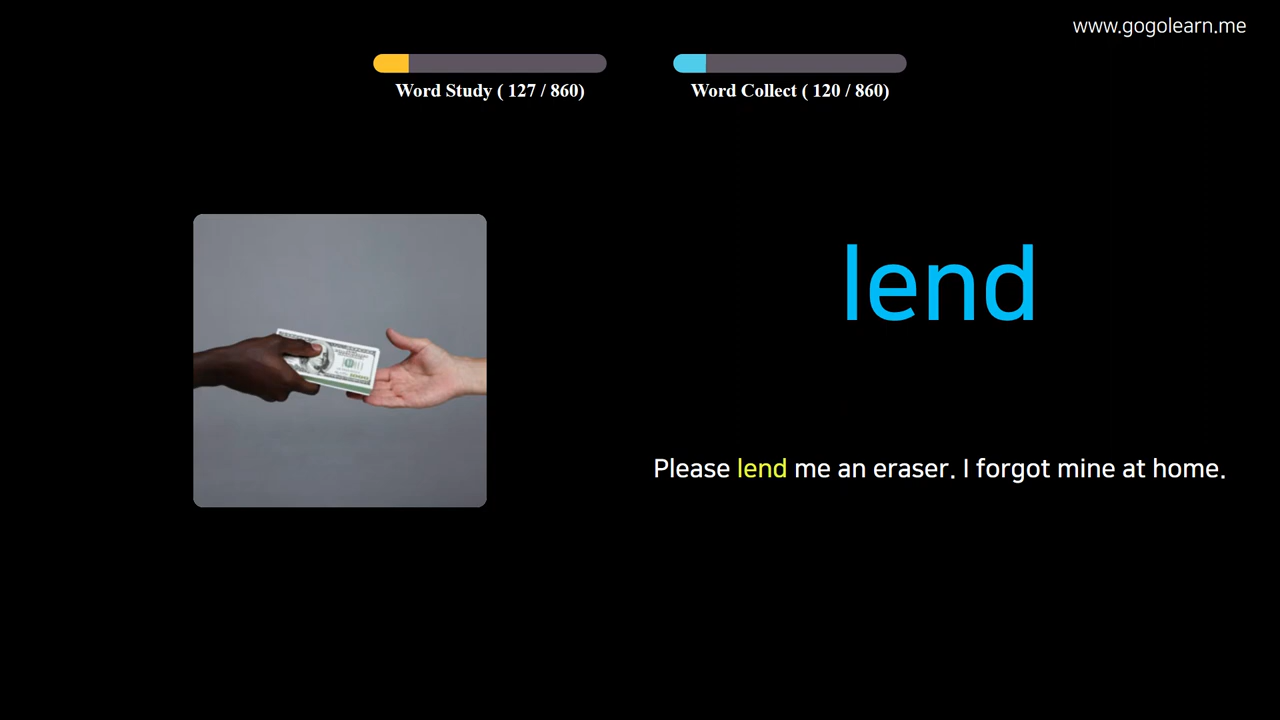 www.gogolearn.me
Word Study ( 127 / 860)
Word Collect ( 120 / 860)
lend
Please lend me an eraser. I forgot mine at home.